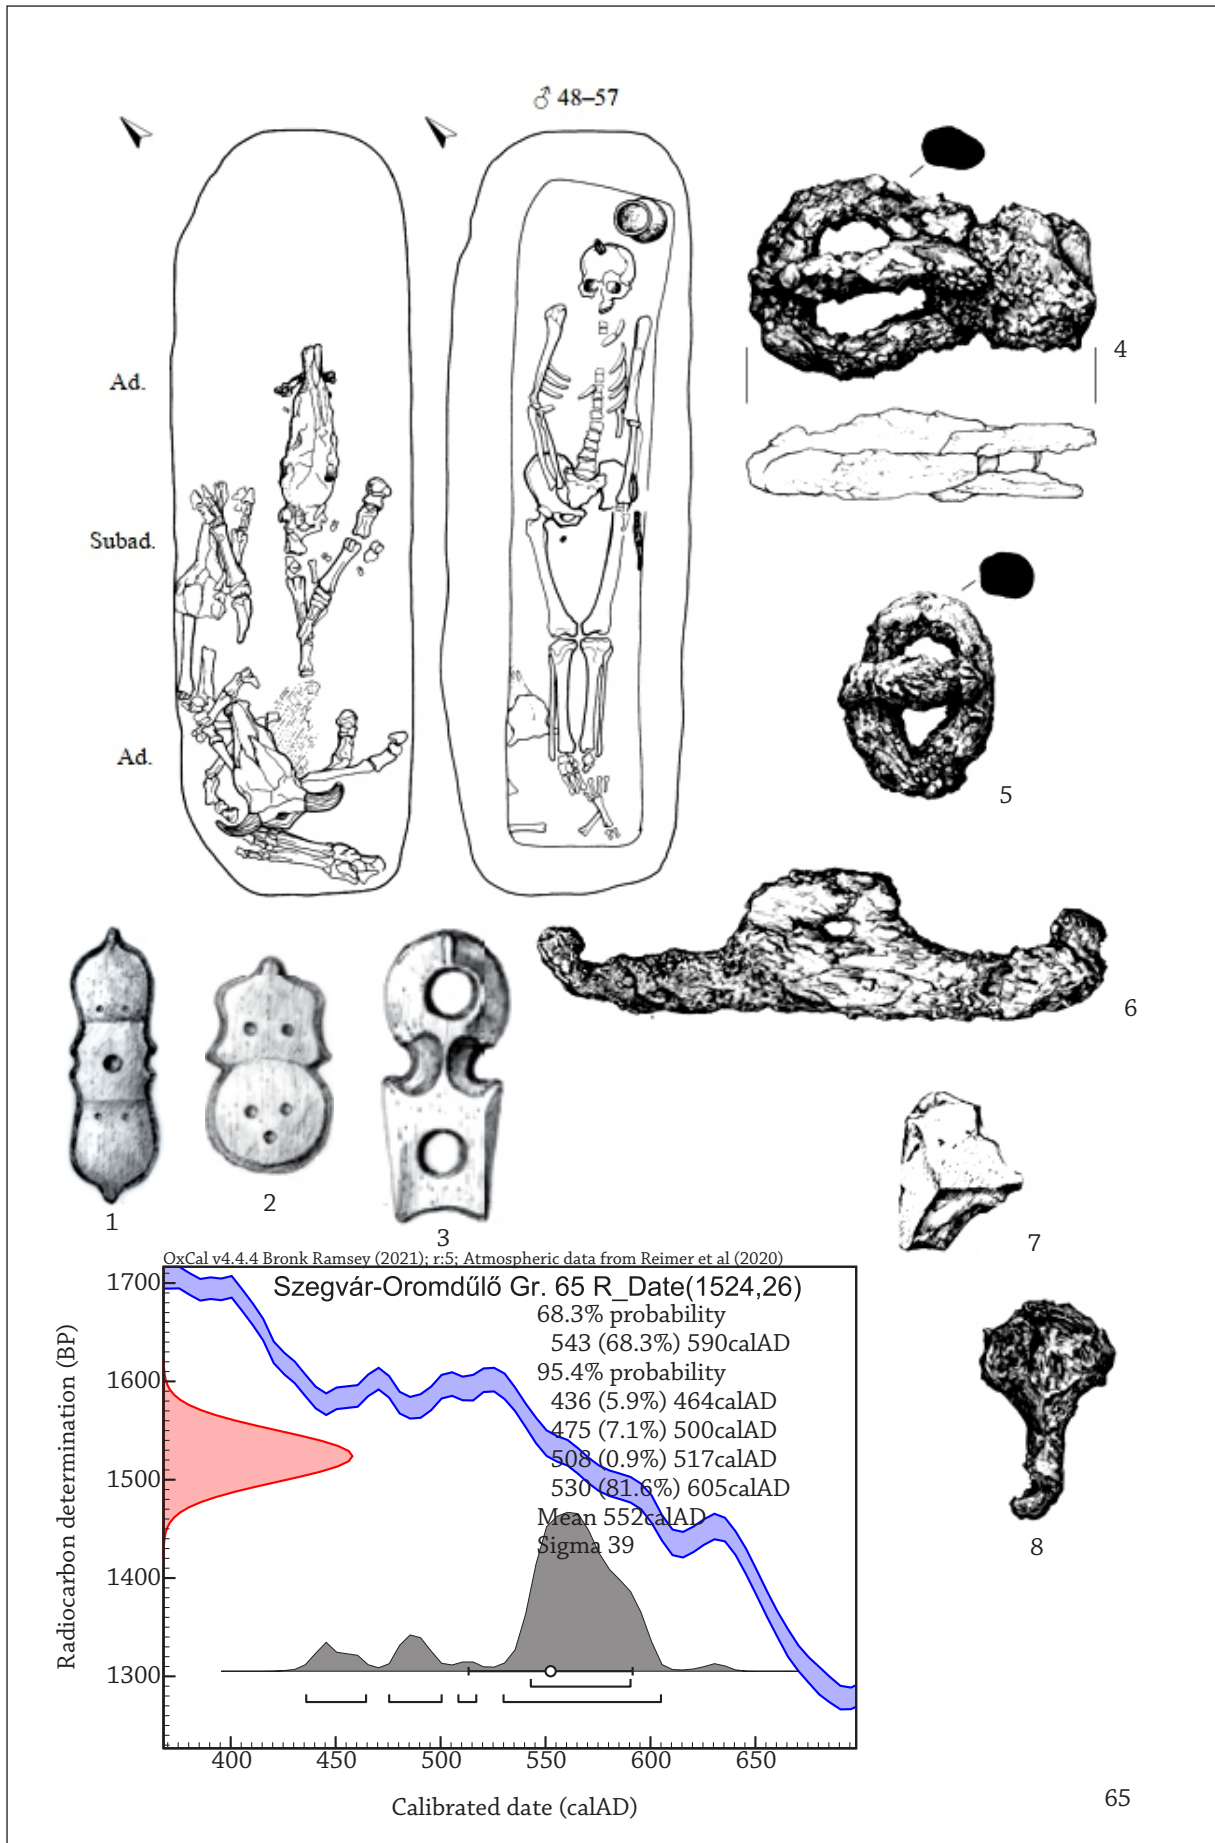 ♂ 48–57
Ad.
Subad.
Ad.
4
5
6
1
2
3
7
8
OxCal v4.4.4 Bronk Ramsey (2021); r:5; Atmospheric data from Reimer et al (2020)
Szegvár-Oromdűlő Gr. 65 R_Date(1524,26)
68.3% probability
543 (68.3%) 590calAD
95.4% probability
436 (5.9%) 464calAD
475 (7.1%) 500calAD
508 (0.9%) 517calAD
530 (81.6%) 605calAD
Mean 552calAD
Sigma 39
Radiocarbon determination (BP)
1700
1600
1500
1400
1300
400 450 500 550 600 650
Calibrated date (calAD)
65